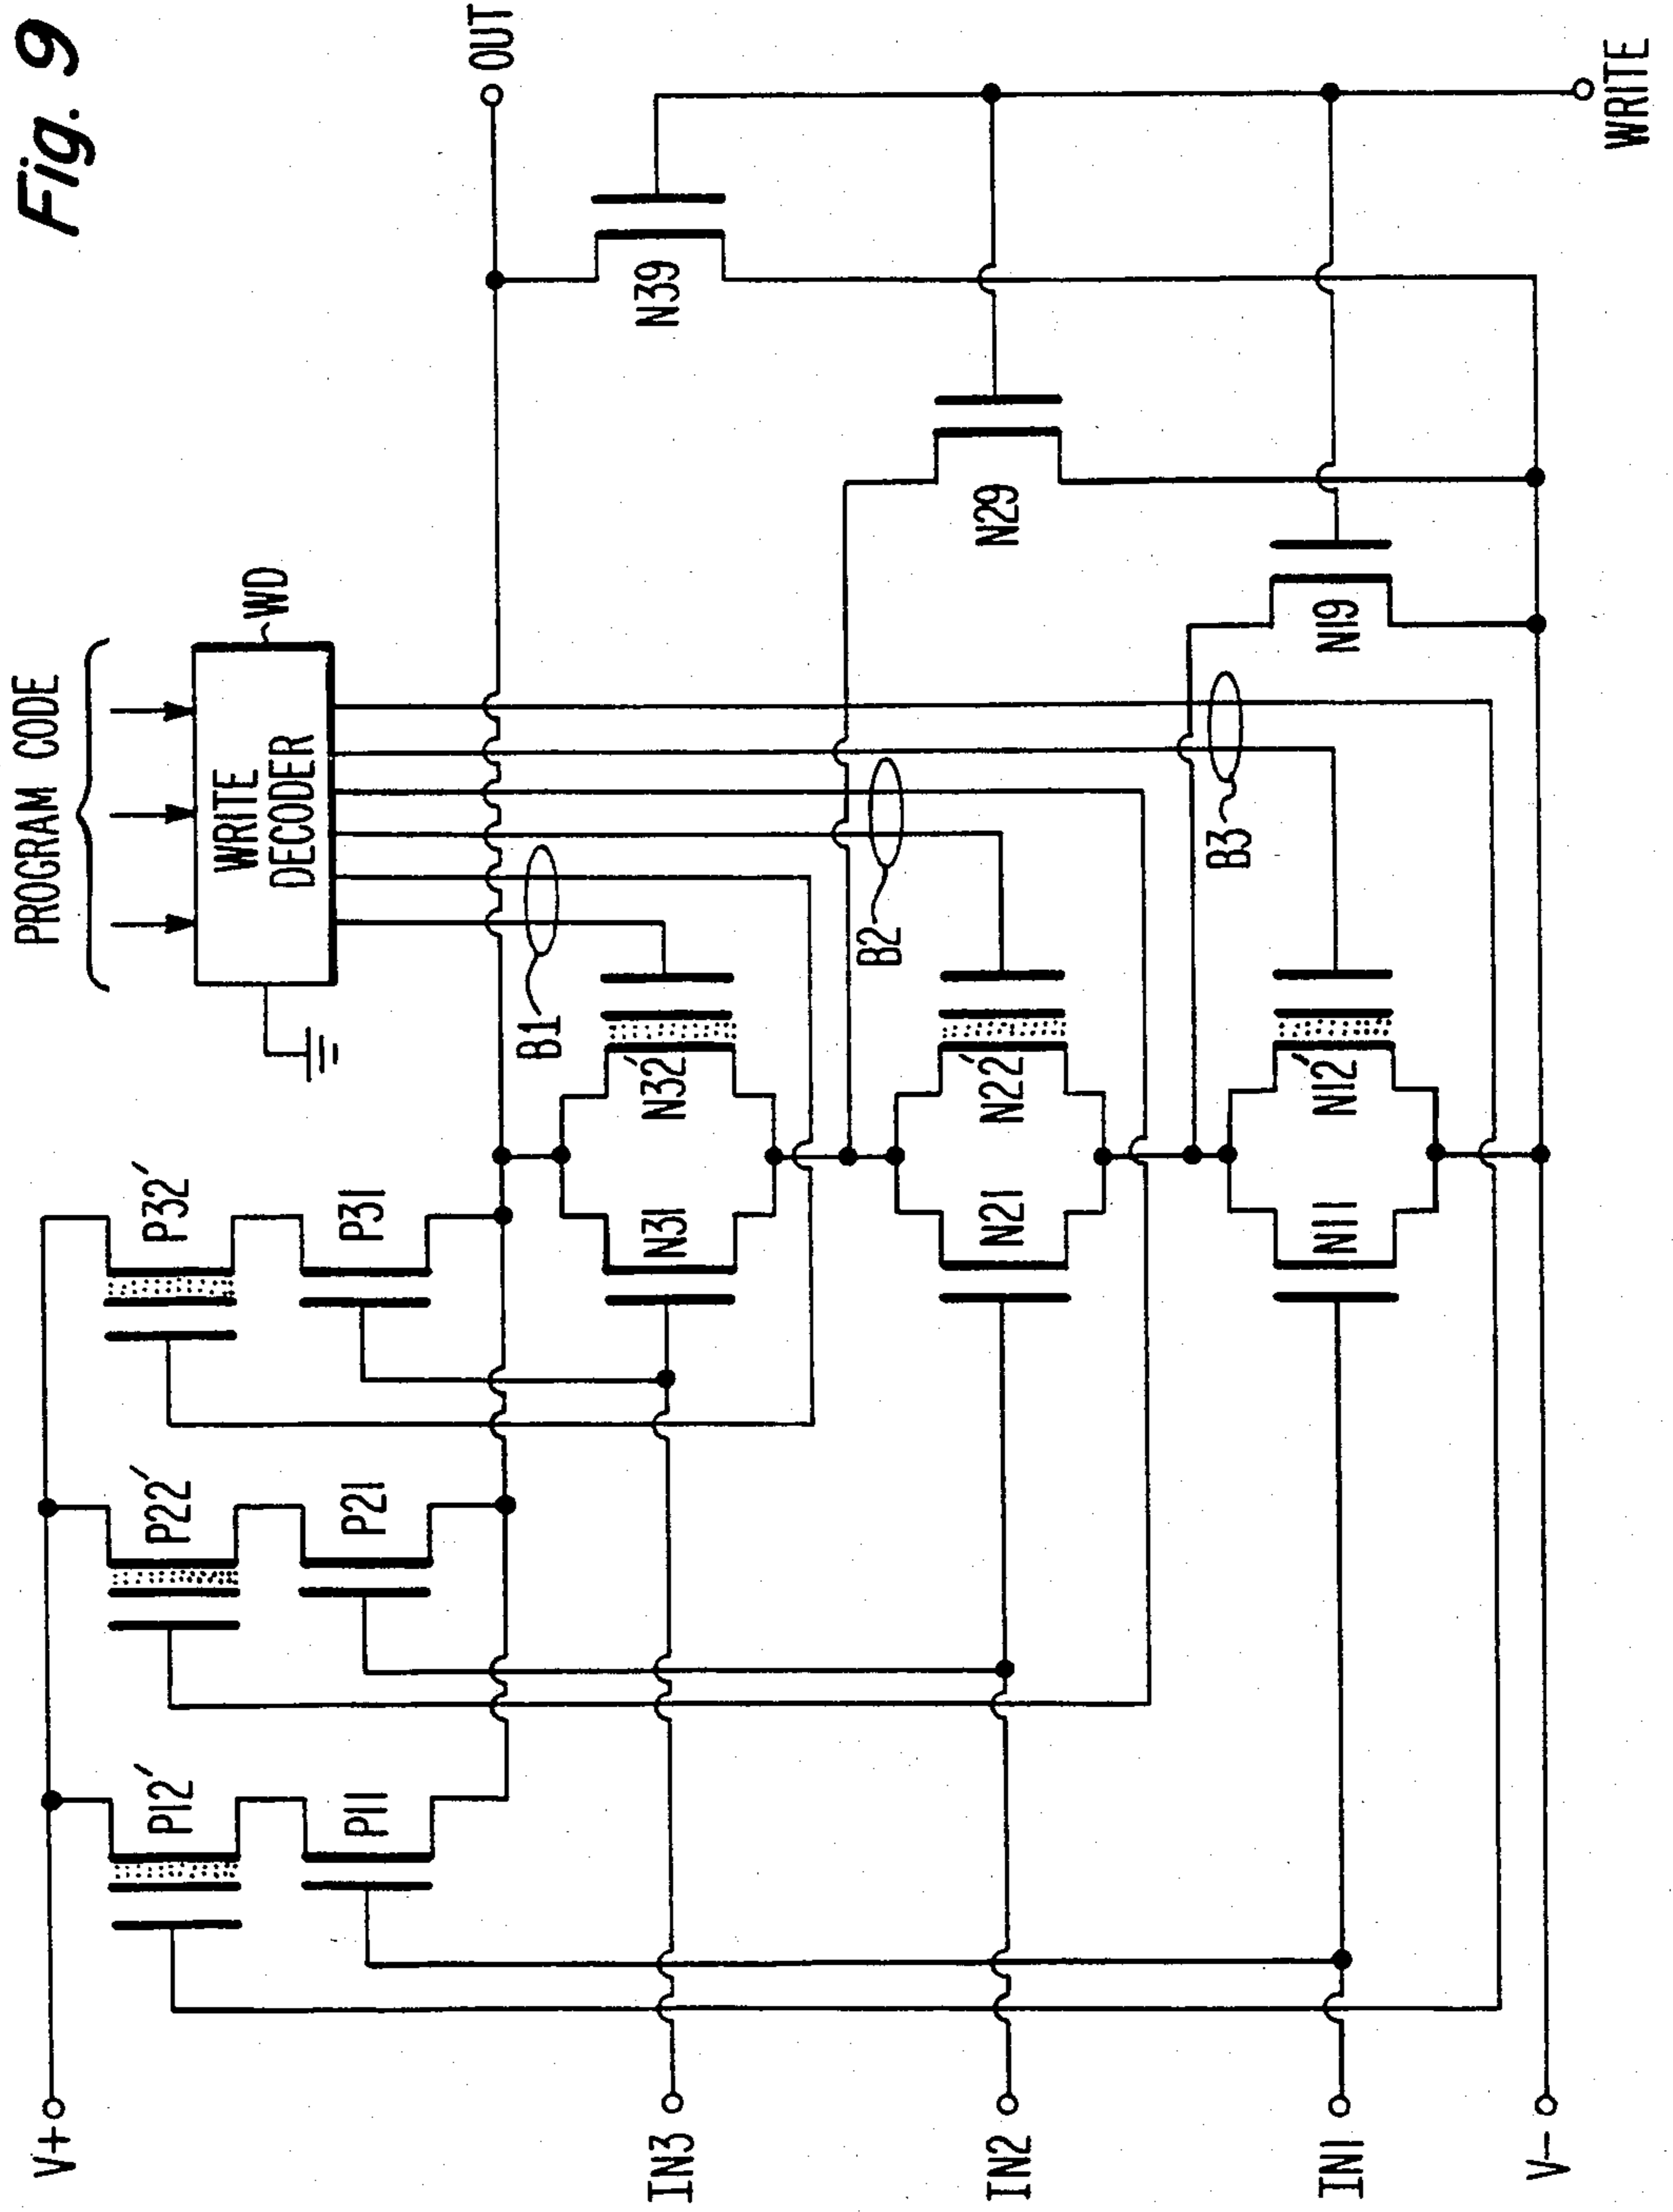 Fig. 9
PROGRAM CODE
WRITE
DECODER
WD
V+
P12′
P22′
P32′
P11
P21
P31
OUT
B1
N31
N32′
N39
IN3
B2
N21
N22′
N29
IN2
B3
N11
N12′
N19
IN1
V-
WRITE